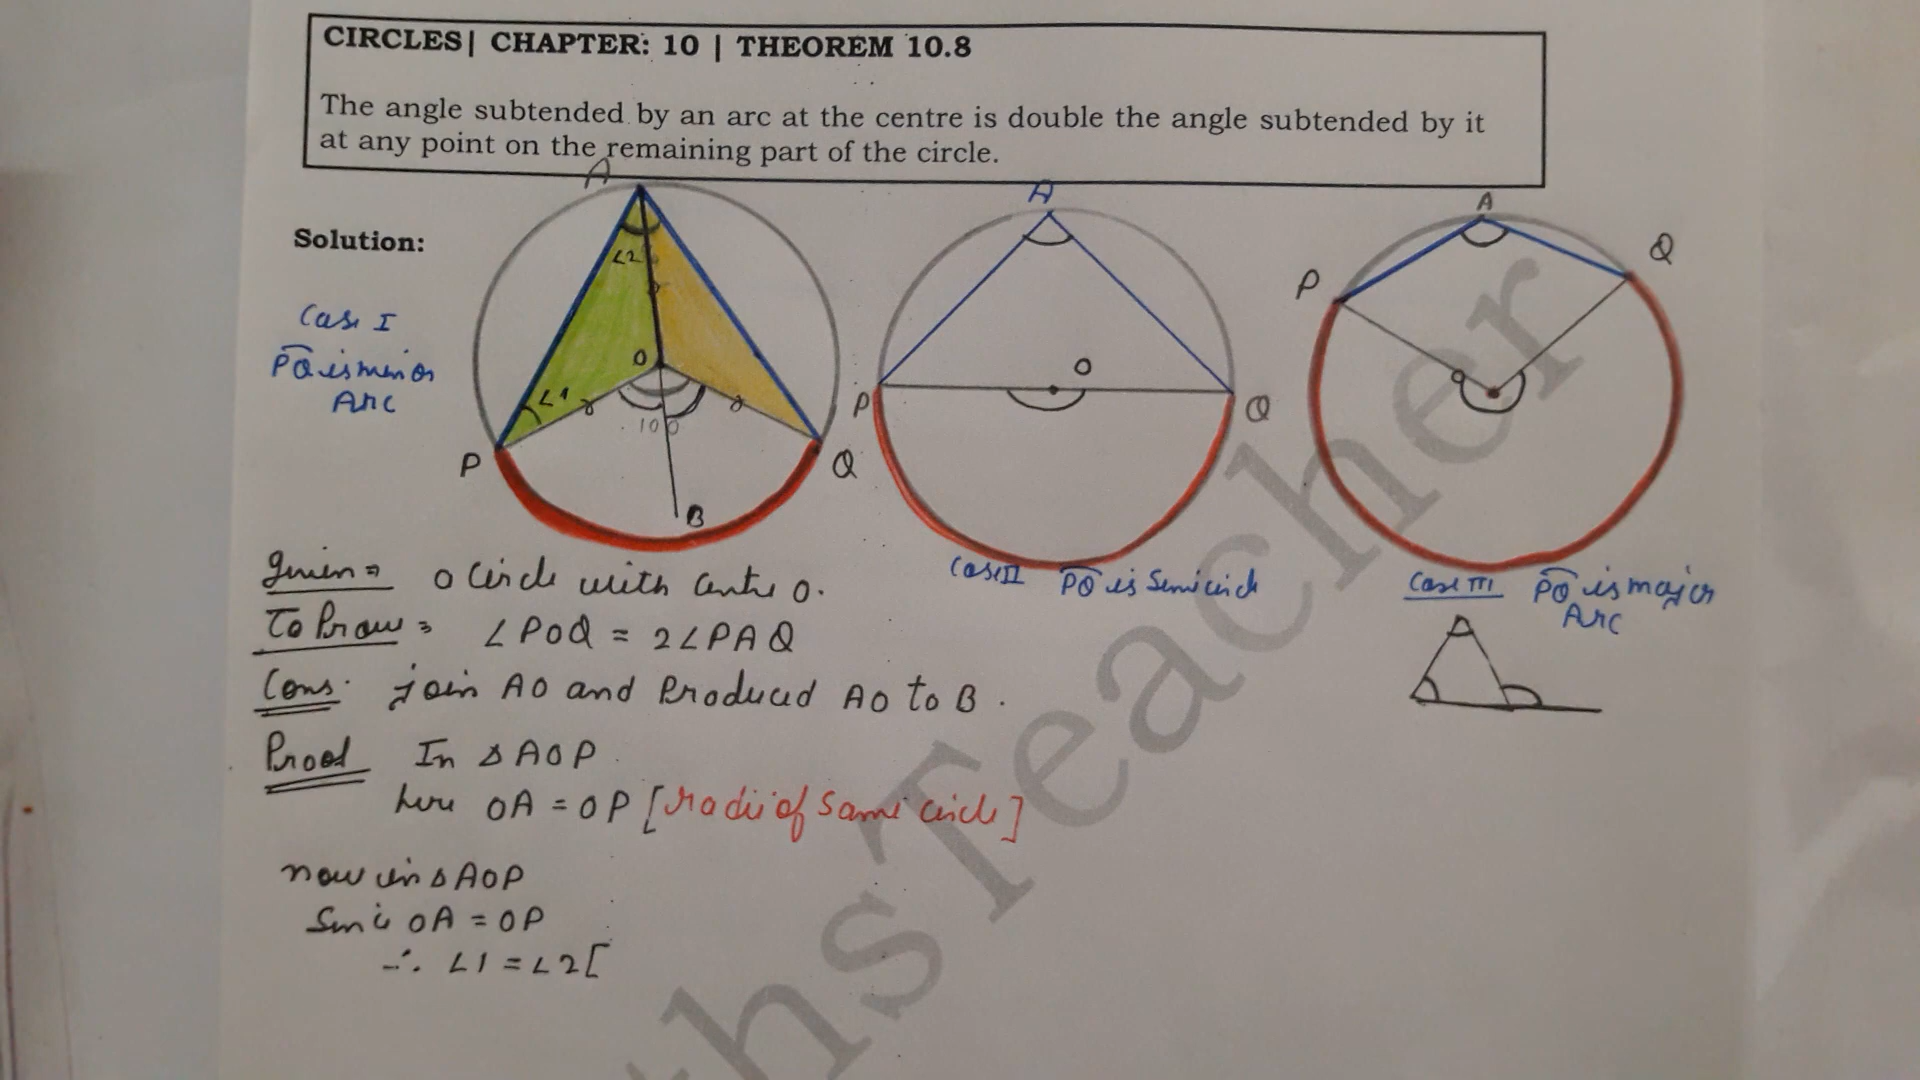 CIRCLES| CHAPTER: 10 | THEOREM 10.8
The angle subtended by an arc at the centre is double the angle subtended by it
at any point on the remaining part of the circle.
Solution:
A
∠2
O
∠1
r
r
100
P
Q
B
A
O
P
Q
A
P
Q
O
Case I
PQ is minor
Arc
Case II PQ is Semicircle
Case III PQ is major
Arc
Given ⇒ O Circle with centre O.
To Prove ⇒ ∠POQ = 2∠PAQ
Cons. join AO and Produced AO to B.
Proof In ΔAOP
here OA = OP [radii of same circle]
now in ΔAOP
Since OA = OP
∴ ∠1 = ∠2 [
hsTeacher